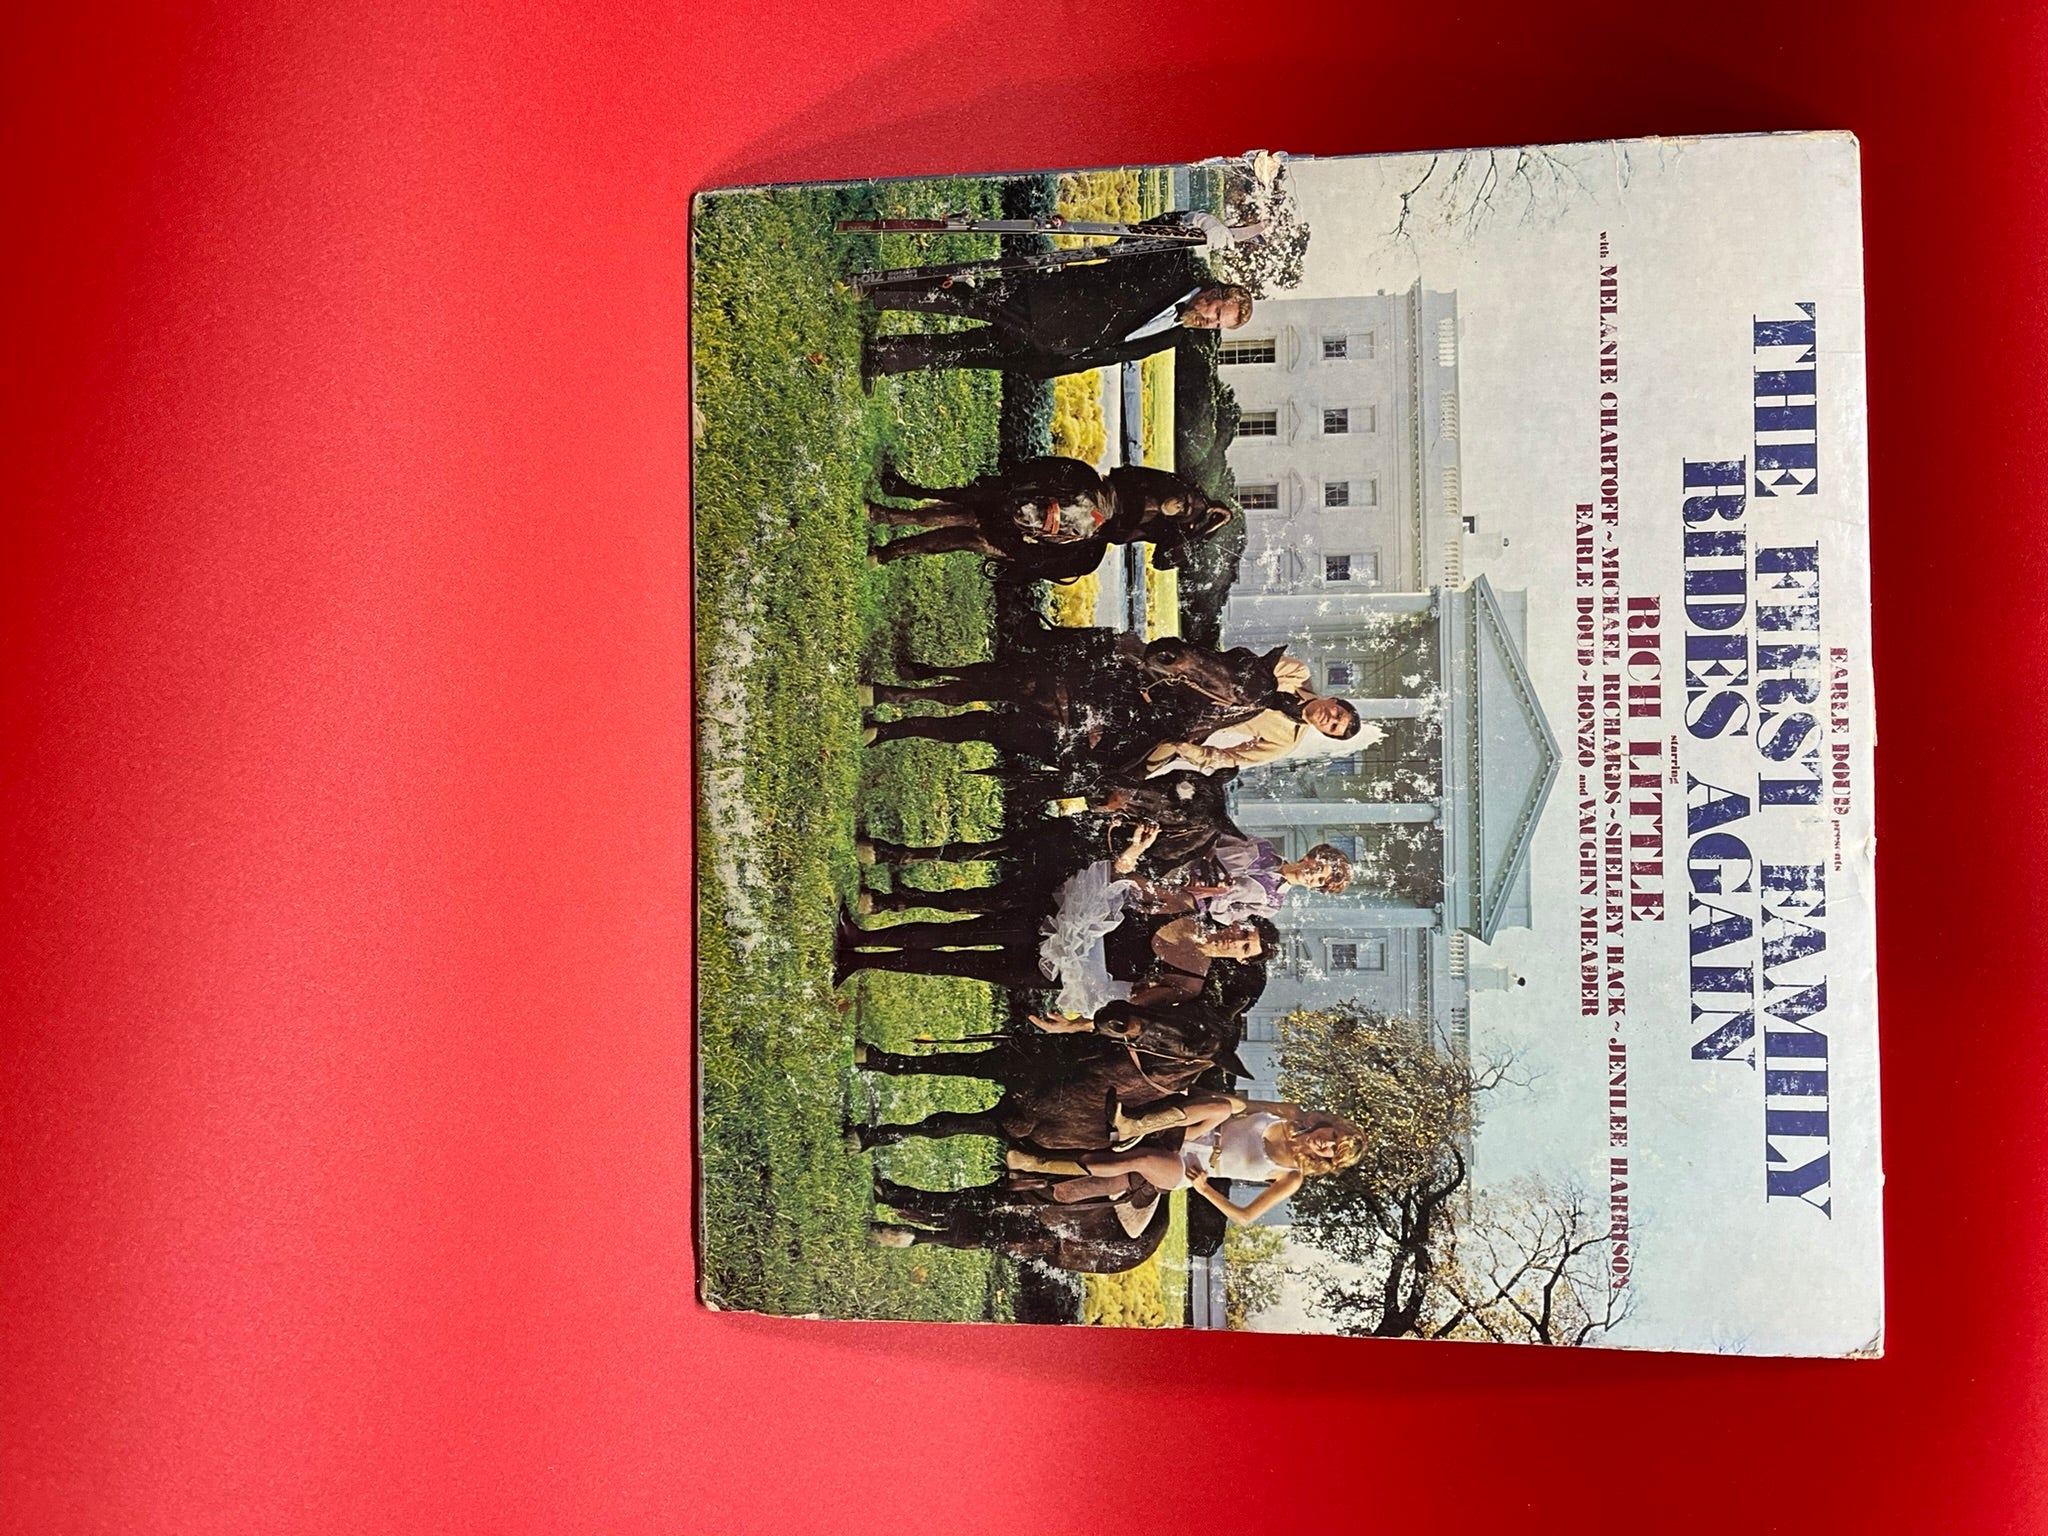 EARLE DOUD presents
THE FIRST FAMILY
RIDES AGAIN
starring
RICH LITTLE
with MELANIE CHARTOFF ~ MICHAEL RICHARDS ~ SHELLEY HACK ~ JENILEE HARRISON
EARLE DOUD ~ BONZO and VAUGHN MEADER